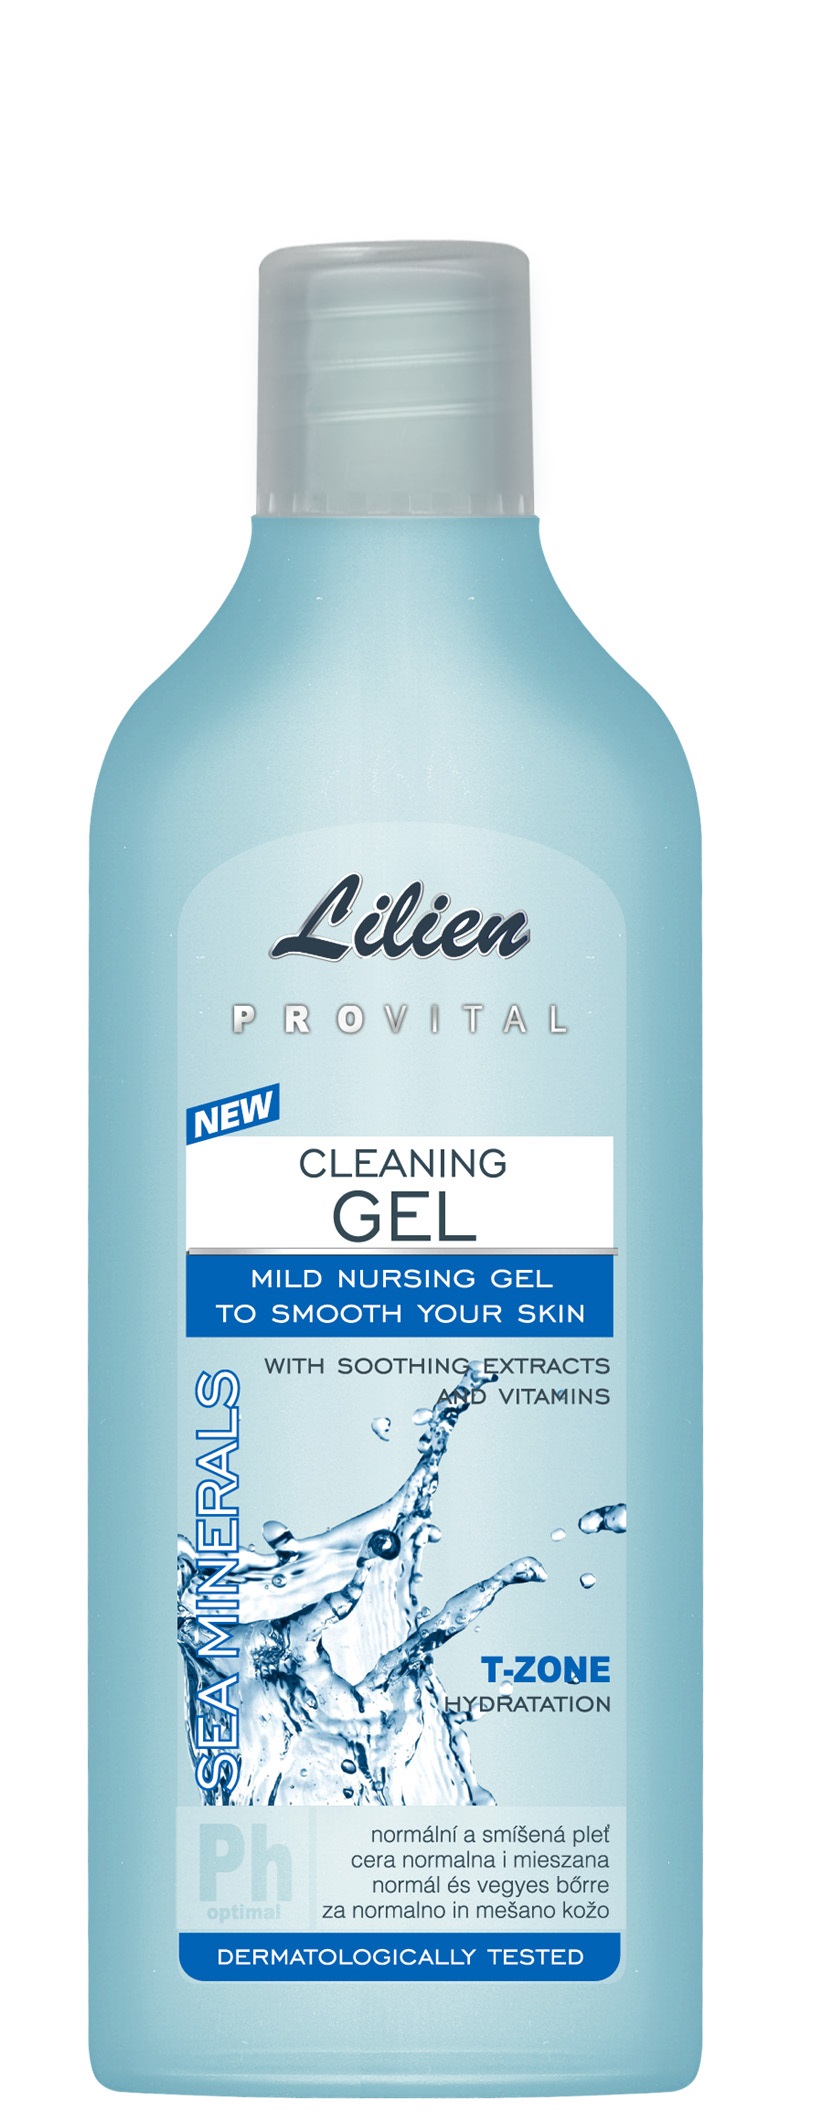 Lilien
PROVITAL
NEW
CLEANING
GEL
MILD NURSING GEL
TO SMOOTH YOUR SKIN
WITH SOOTHING EXTRACTS
AND VITAMINS
SEA MINERALS
T-ZONE
HYDRATATION
Ph
optimal
normální a smíšená pleť
cera normalna i mieszana
normál és vegyes bőrre
za normalno in mešano kožo
DERMATOLOGICALLY TESTED